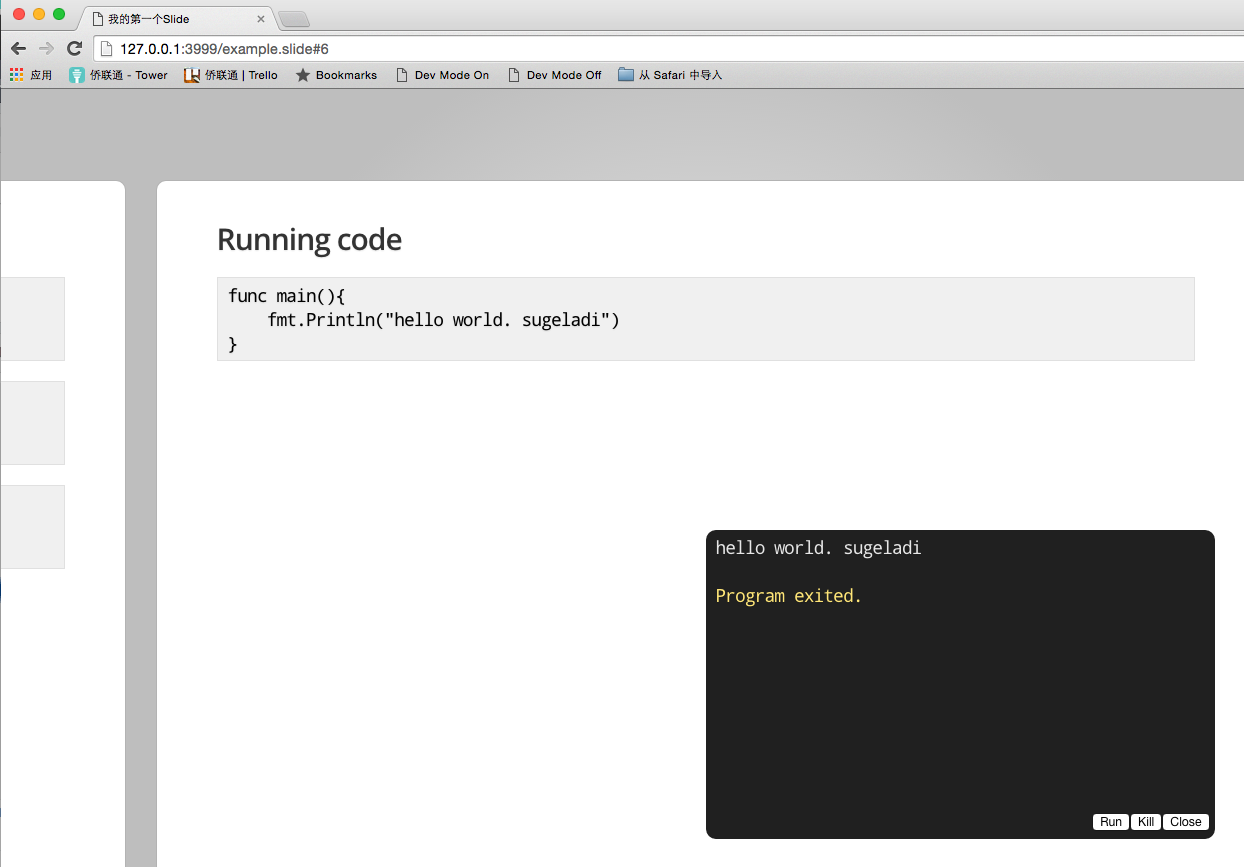 我的第一个Slide
127.0.0.1:3999/example.slide#6
应用 侨联通 - Tower 侨联通 | Trello Bookmarks Dev Mode On Dev Mode Off 从 Safari 中导入
Running code
func main(){
    fmt.Println("hello world. sugeladi")
}
hello world. sugeladi
Program exited.
Run Kill Close